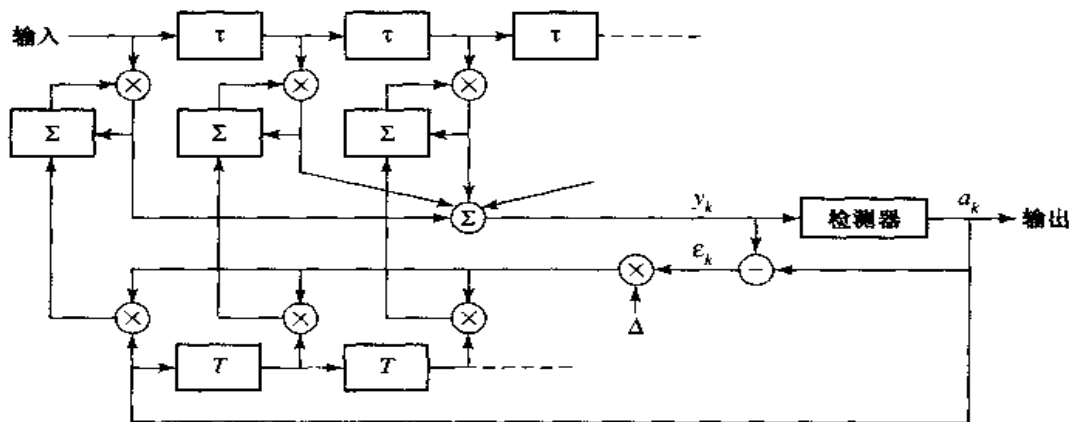 输入
τ
τ
τ
×
×
×
Σ
Σ
Σ
Σ
y_k
检测器
a_k
输出
ε_k
×
−
×
×
×
Δ
T
T